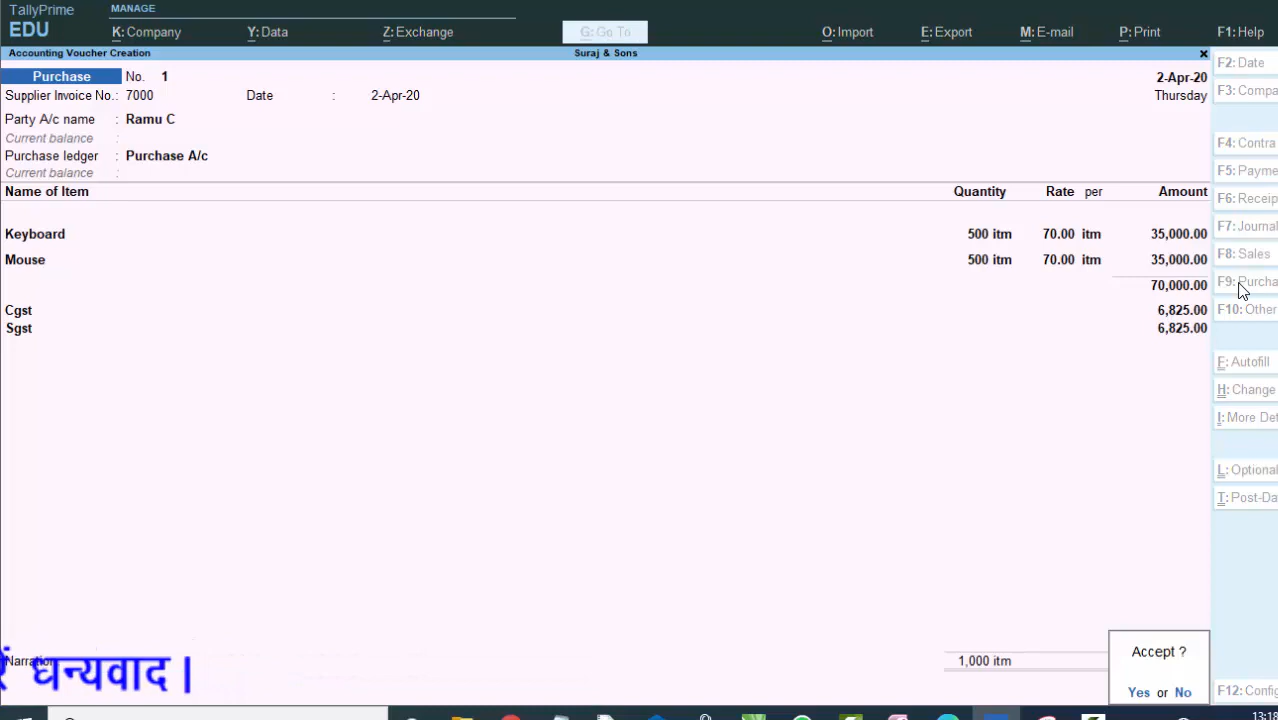 TallyPrime
EDU
MANAGE
K: Company
Y: Data
Z: Exchange
G: Go To
O: Import
E: Export
M: E-mail
P: Print
F1: Help
Accounting Voucher Creation
Suraj & Sons
×
Purchase No. 1
2-Apr-20
Supplier Invoice No.: 7000 Date : 2-Apr-20
Thursday
Party A/c name : Ramu C
Current balance :
Purchase ledger : Purchase A/c
Current balance :
Name of Item Quantity Rate per Amount
Keyboard 500 itm 70.00 itm 35,000.00
Mouse 500 itm 70.00 itm 35,000.00
70,000.00
Cgst 6,825.00
Sgst 6,825.00
F2: Date
F3: Compa
F4: Contra
F5: Payme
F6: Receip
F7: Journal
F8: Sales
F9: Purcha
F10: Other
E: Autofill
H: Change
I: More Det
L: Optional
T: Post-Da
F12: Config
Narration
1,000 itm
धन्यवाद।
Accept ?
Yes or No